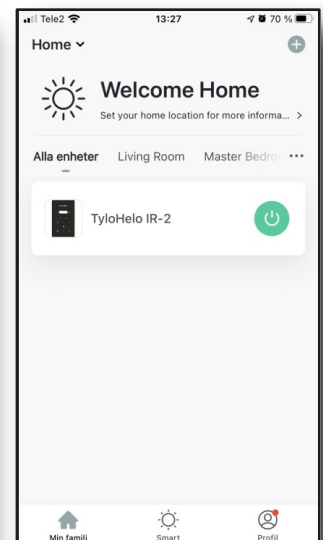 Tele2 13:27 70 %
Home
Welcome Home
Set your home location for more informa...
Alla enheter Living Room Master Bedro
TyloHelo IR-2
Min famili Smart Profil